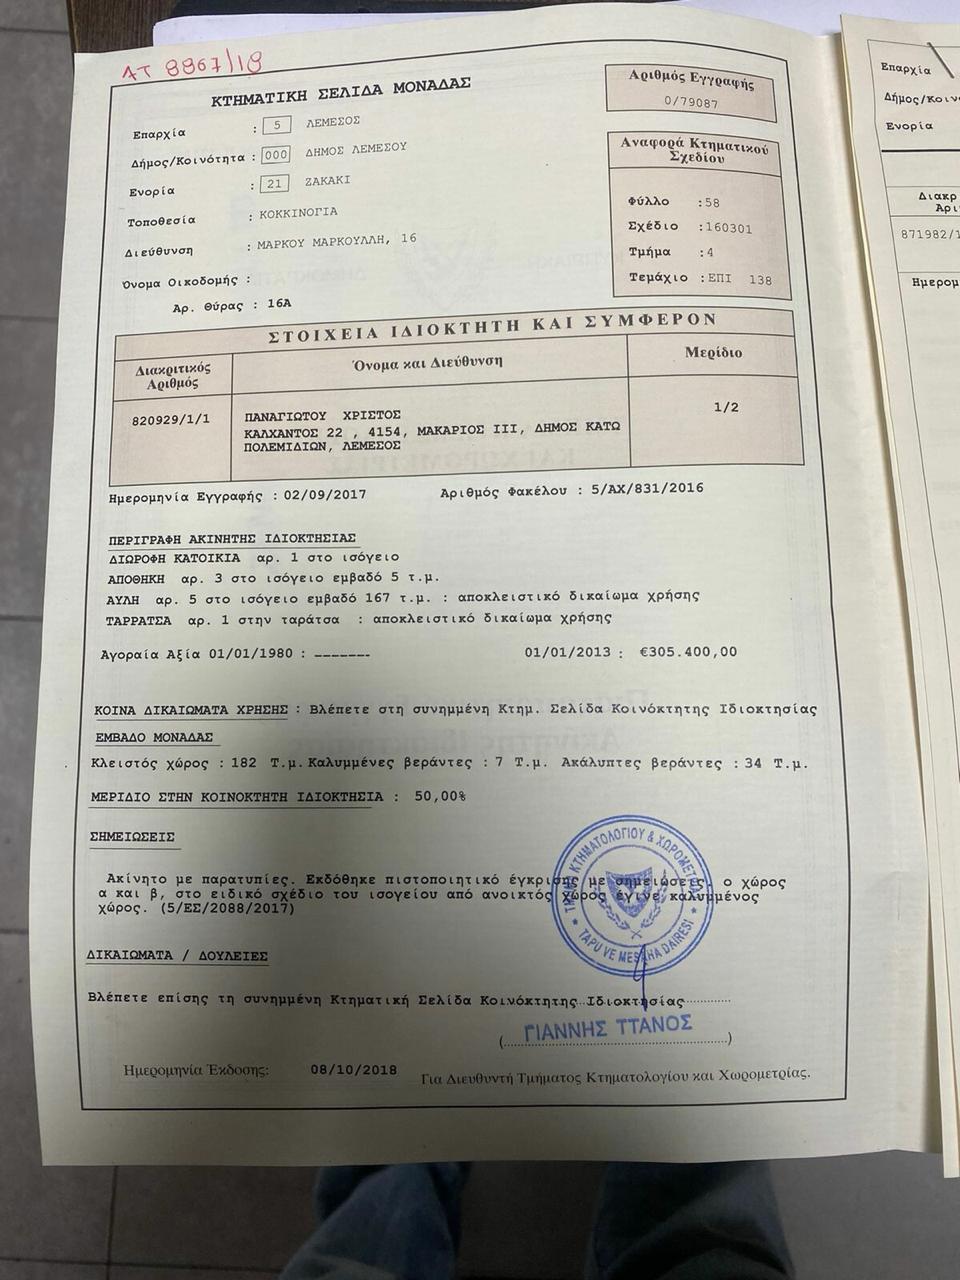 ΑΤ 8867/18
ΚΤΗΜΑΤΙΚΗ ΣΕΛΙΔΑ ΜΟΝΑΔΑΣ
Επαρχία : 5 ΛΕΜΕΣΟΣ
Δήμος/Κοινότητα : 000 ΔΗΜΟΣ ΛΕΜΕΣΟΥ
Ενορία : 21 ΖΑΚΑΚΙ
Τοποθεσία : ΚΟΚΚΙΝΟΓΙΑ
Διεύθυνση : ΜΑΡΚΟΥ ΜΑΡΚΟΥΛΛΗ, 16
Όνομα Οικοδομής :
Αρ. Θύρας : 16Α
Αριθμός Εγγραφής
0/79087
Αναφορά Κτηματικού
Σχεδίου
Φύλλο :58
Σχέδιο :160301
Τμήμα :4
Τεμάχιο :ΕΠΙ 138
ΣΤΟΙΧΕΙΑ ΙΔΙΟΚΤΗΤΗ ΚΑΙ ΣΥΜΦΕΡΟΝ
Διακριτικός
Αριθμός
Όνομα και Διεύθυνση
Μερίδιο
820929/1/1
ΠΑΝΑΓΙΩΤΟΥ ΧΡΙΣΤΟΣ
ΚΑΛΧΑΝΤΟΣ 22 , 4154, ΜΑΚΑΡΙΟΣ ΙΙΙ, ΔΗΜΟΣ ΚΑΤΩ
ΠΟΛΕΜΙΔΙΩΝ, ΛΕΜΕΣΟΣ
1/2
Ημερομηνία Εγγραφής : 02/09/2017 Αριθμός Φακέλου : 5/ΑΧ/831/2016
ΠΕΡΙΓΡΑΦΗ ΑΚΙΝΗΤΗΣ ΙΔΙΟΚΤΗΣΙΑΣ
ΔΙΩΡΟΦΗ ΚΑΤΟΙΚΙΑ αρ. 1 στο ισόγειο
ΑΠΟΘΗΚΗ αρ. 3 στο ισόγειο εμβαδό 5 τ.μ.
ΑΥΛΗ αρ. 5 στο ισόγειο εμβαδό 167 τ.μ. : αποκλειστικό δικαίωμα χρήσης
ΤΑΡΡΑΤΣΑ αρ. 1 στην ταράτσα : αποκλειστικό δικαίωμα χρήσης
Αγοραία Αξία 01/01/1980 : ------- 01/01/2013 : €305.400,00
ΚΟΙΝΑ ΔΙΚΑΙΩΜΑΤΑ ΧΡΗΣΗΣ : Βλέπετε στη συνημμένη Κτημ. Σελίδα Κοινόκτητης Ιδιοκτησίας
ΕΜΒΑΔΟ ΜΟΝΑΔΑΣ
Κλειστός χώρος : 182 Τ.μ. Καλυμμένες βεράντες : 7 Τ.μ. Ακάλυπτες βεράντες : 34 Τ.μ.
ΜΕΡΙΔΙΟ ΣΤΗΝ ΚΟΙΝΟΚΤΗΤΗ ΙΔΙΟΚΤΗΣΙΑ : 50,00%
ΣΗΜΕΙΩΣΕΙΣ
Ακίνητο με παρατυπίες. Εκδόθηκε πιστοποιητικό έγκρισης με σημειώσεις, ο χώρος
α και β, στο ειδικό σχέδιο του ισογείου από ανοικτός χώρος έγινε καλυμμένος
χώρος. (5/ΕΣ/2088/2017)
ΤΜΗΜΑ ΚΤΗΜΑΤΟΛΟΓΙΟΥ & ΧΩΡΟΜΕΤΡΙΑΣ
TAPU VE MESAHA DAIRESI
ΔΙΚΑΙΩΜΑΤΑ / ΔΟΥΛΕΙΕΣ
Βλέπετε επίσης τη συνημμένη Κτηματική Σελίδα Κοινόκτητης Ιδιοκτησίας
(ΓΙΑΝΝΗΣ ΤΤΑΝΟΣ)
Ημερομηνία Έκδοσης: 08/10/2018 Για Διευθυντή Τμήματος Κτηματολογίου και Χωρομετρίας.
Επαρχία
Ενορία
871982/1